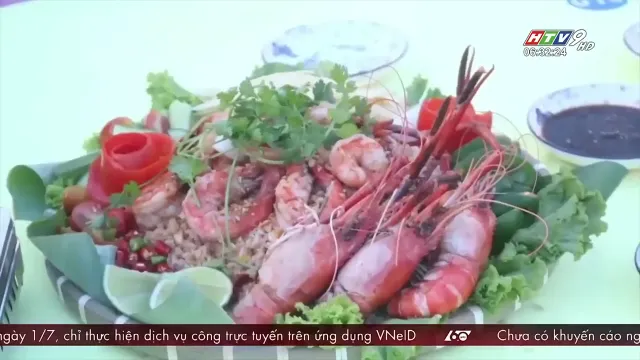 HTV9 HD
06:32:24
ngày 1/7, chỉ thực hiện dịch vụ công trực tuyến trên ứng dụng VNeID 60 Chưa có khuyến cáo ng